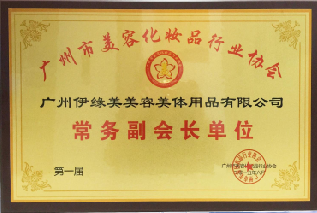 广州市美容化妆品行业协会
广州伊缘美美容美体用品有限公司
常务副会长单位
第一届